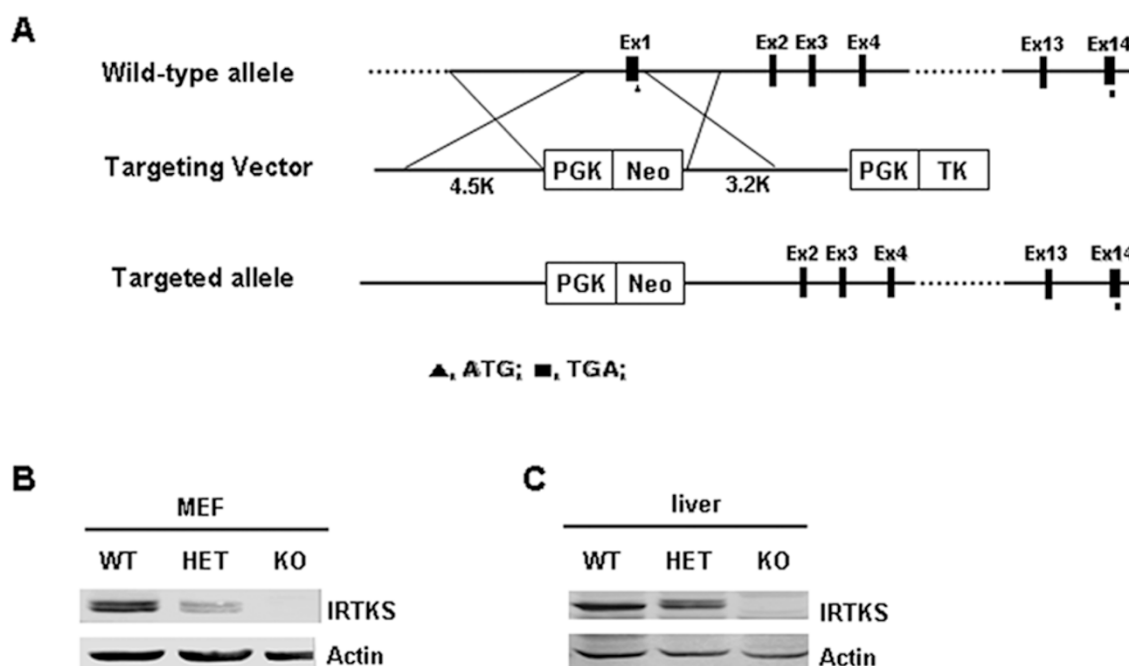 A
Ex1 Ex2 Ex3 Ex4 Ex13 Ex14
Wild-type allele
Targeting Vector
PGK Neo PGK TK
4.5K 3.2K
Ex2 Ex3 Ex4 Ex13 Ex14
Targeted allele
PGK Neo
▲, ATG; ■, TGA;
B
MEF
WT HET KO
IRTKS
Actin
C
liver
WT HET KO
IRTKS
Actin